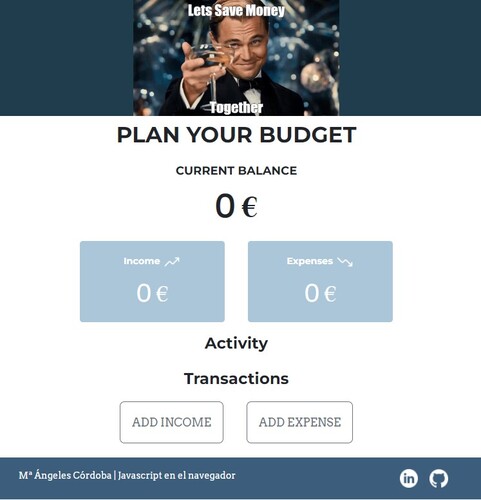 Lets Save Money
Together
PLAN YOUR BUDGET
CURRENT BALANCE
0 €
Income
0 €
Expenses
0 €
Activity
Transactions
ADD INCOME
ADD EXPENSE
Mª Ángeles Córdoba | Javascript en el navegador
in